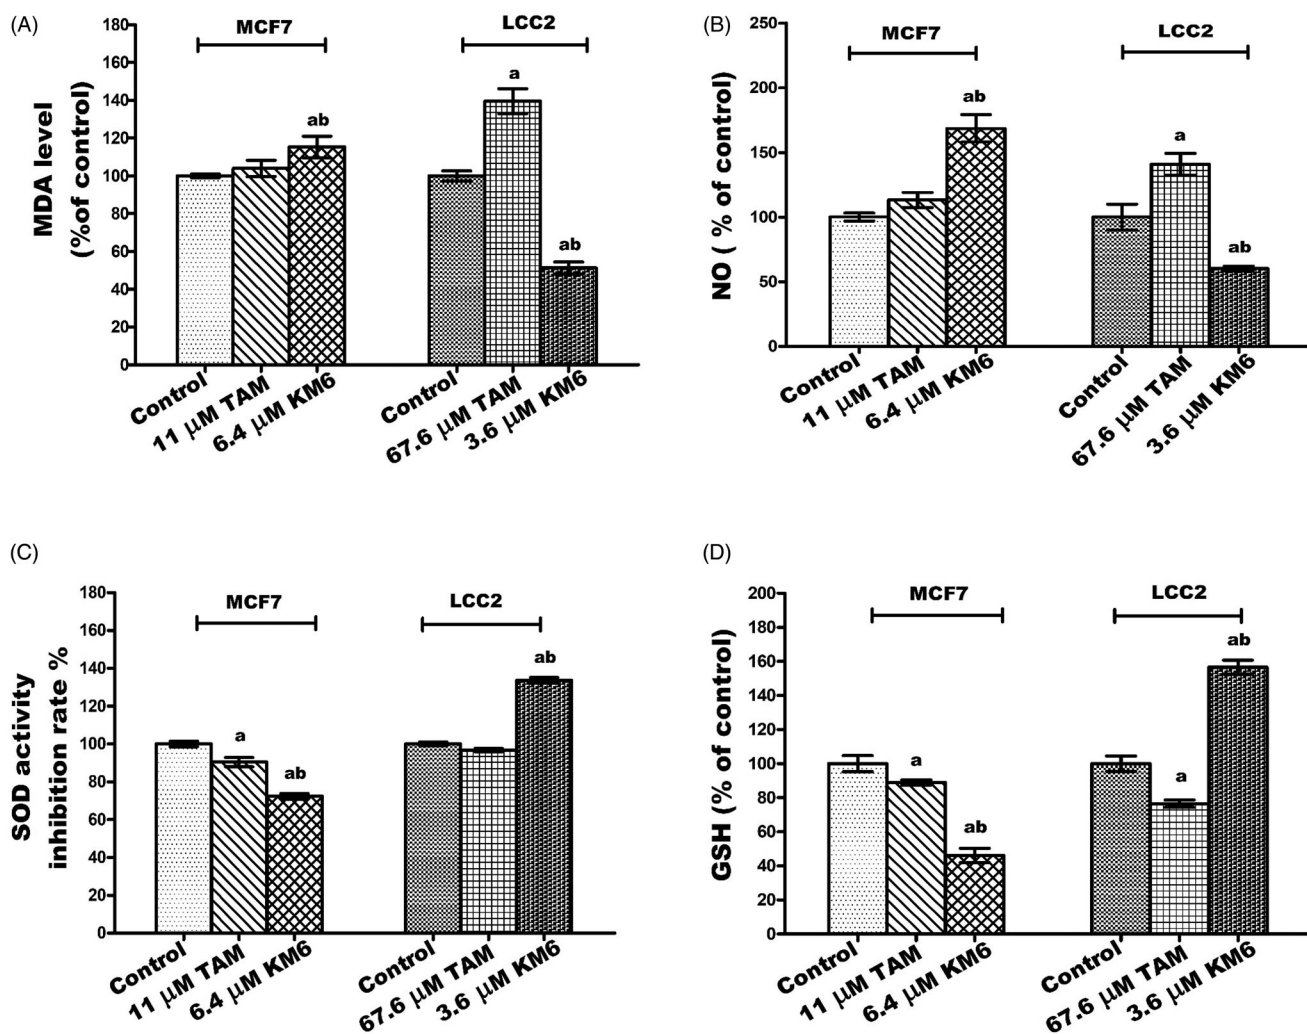 (A)
MDA level
(%of control)
180
160
140
120
100
80
60
40
20
0
MCF7
LCC2
ab
a
ab
Control
11 µM TAM
6.4 µM KM6
Control
67.6 µM TAM
3.6 µM KM6
(B)
NO ( % of control)
250
200
150
100
50
0
MCF7
LCC2
ab
a
ab
Control
11 µM TAM
6.4 µM KM6
Control
67.6 µM TAM
3.6 µM KM6
(C)
SOD activity
inhibition rate %
180
160
140
120
100
80
60
40
20
0
MCF7
LCC2
a
ab
ab
Control
11 µM TAM
6.4 µM KM6
Control
67.6 µM TAM
3.6 µM KM6
(D)
GSH (% of control)
200
180
160
140
120
100
80
60
40
20
0
MCF7
LCC2
a
ab
a
ab
Control
11 µM TAM
6.4 µM KM6
Control
67.6 µM TAM
3.6 µM KM6